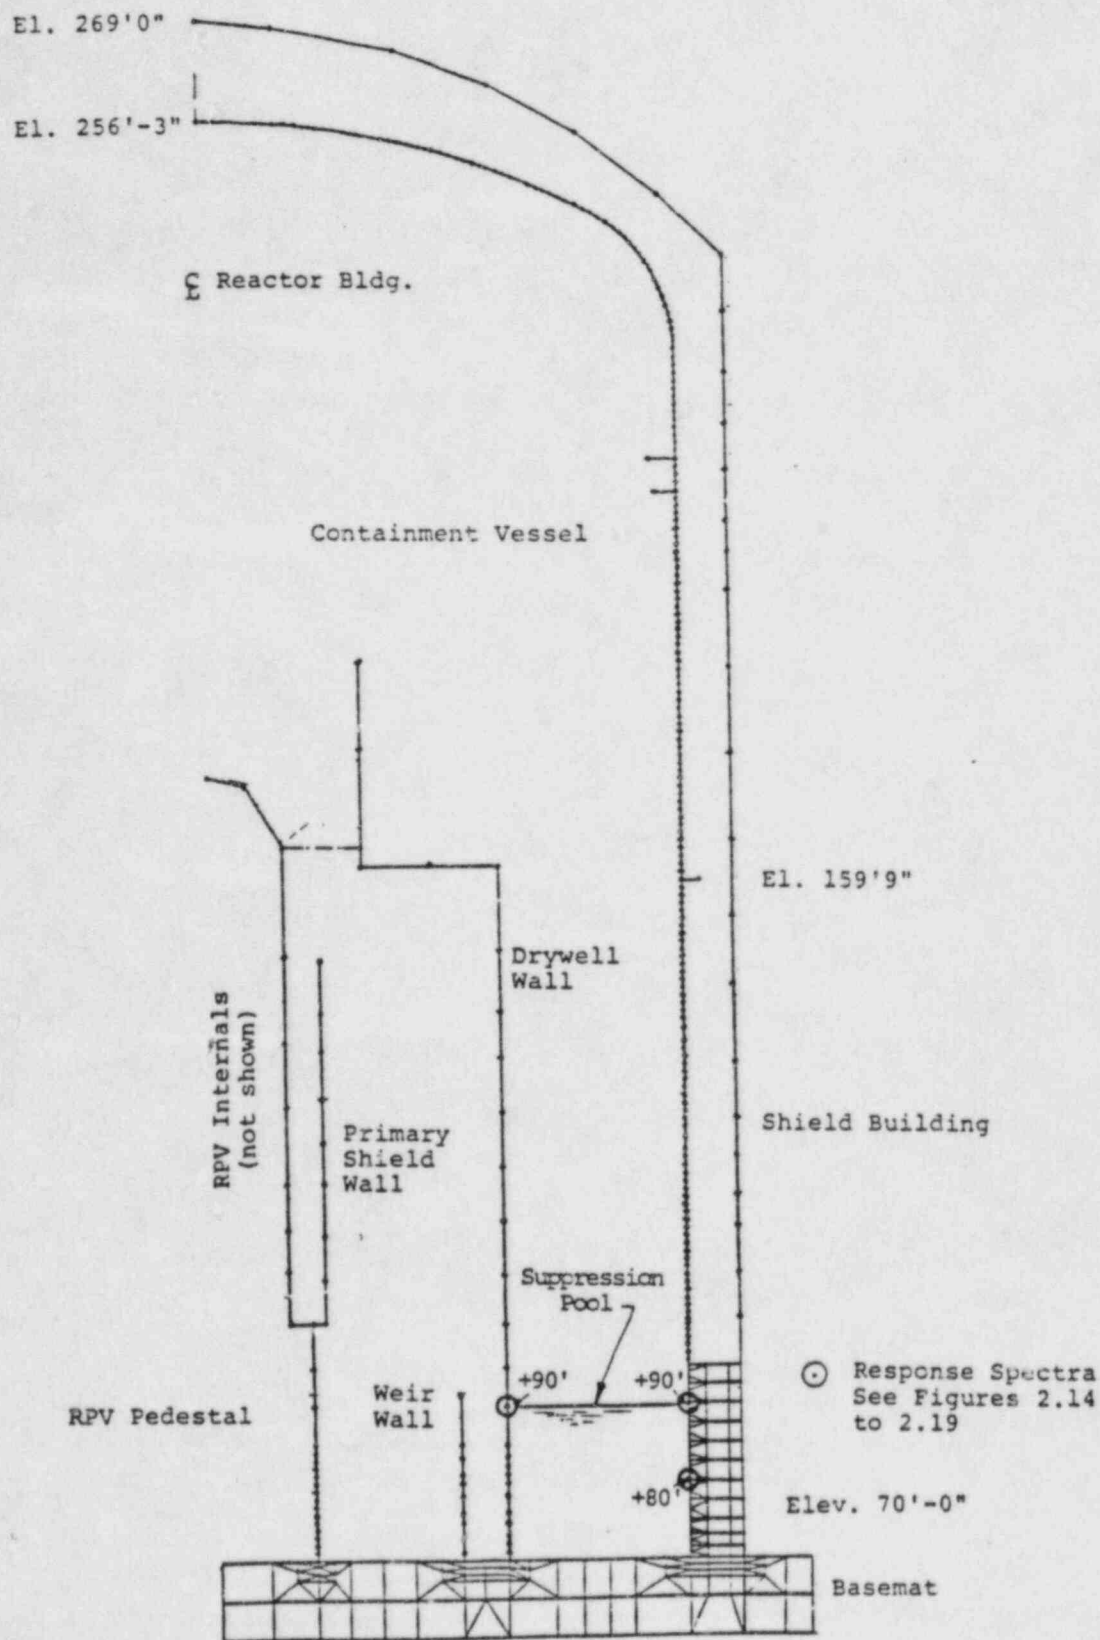 El. 269'0"
El. 256'-3"
℄ Reactor Bldg.
Containment Vessel
El. 159'9"
Drywell
Wall
RPV Internals
(not shown)
Primary
Shield
Wall
Shield Building
Suppression
Pool
+90'
+90'
⊙ Response Spectra
See Figures 2.14
to 2.19
Weir
Wall
RPV Pedestal
+80'
Elev. 70'-0"
Basemat